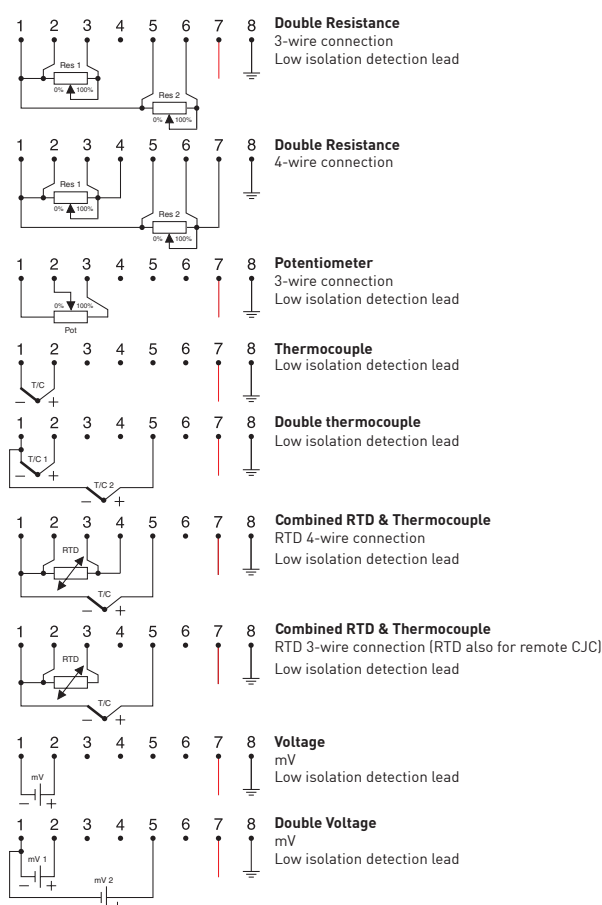 1 2 3 4 5 6 7 8
Double Resistance
3-wire connection
Low isolation detection lead
Res 1
0% 100%
Res 2
0% 100%
1 2 3 4 5 6 7 8
Double Resistance
4-wire connection
Res 1
0% 100%
Res 2
0% 100%
1 2 3 4 5 6 7 8
Potentiometer
3-wire connection
Low isolation detection lead
0% 100%
Pot
1 2 3 4 5 6 7 8
Thermocouple
Low isolation detection lead
T/C
− +
1 2 3 4 5 6 7 8
Double thermocouple
Low isolation detection lead
T/C 1
− +
T/C 2
− +
1 2 3 4 5 6 7 8
Combined RTD & Thermocouple
RTD 4-wire connection
Low isolation detection lead
RTD
T/C
− +
1 2 3 4 5 6 7 8
Combined RTD & Thermocouple
RTD 3-wire connection (RTD also for remote CJC)
Low isolation detection lead
RTD
T/C
− +
1 2 3 4 5 6 7 8
Voltage
mV
Low isolation detection lead
mV
− +
1 2 3 4 5 6 7 8
Double Voltage
mV
Low isolation detection lead
mV 1
− +
mV 2
+